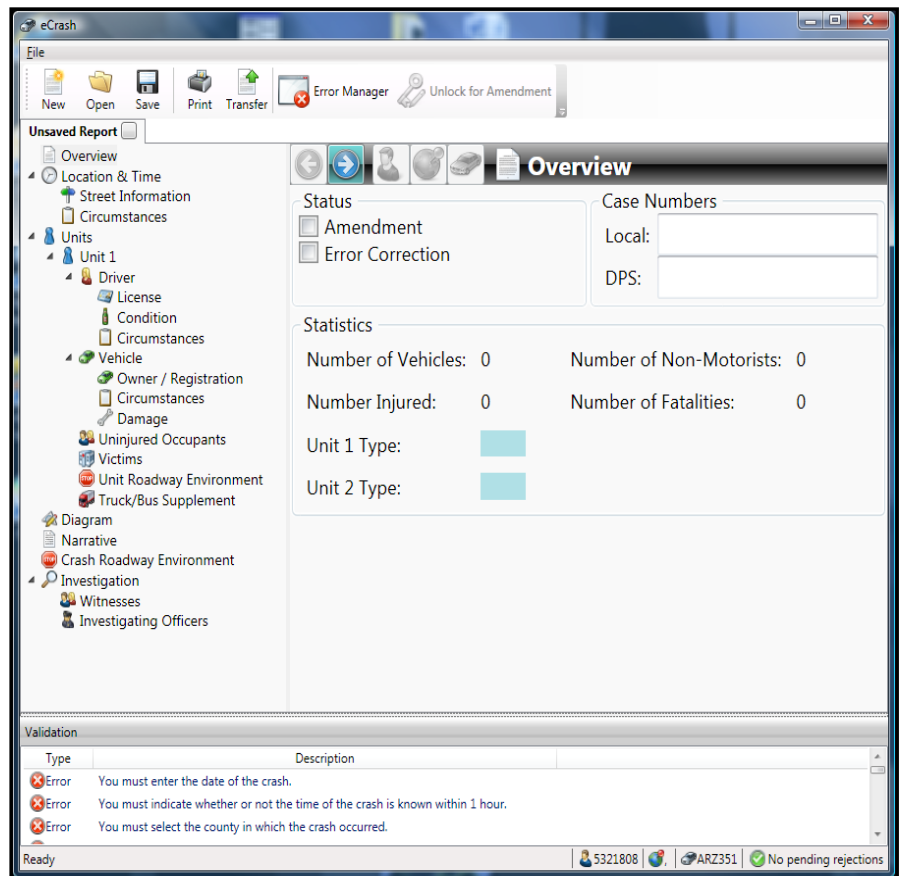 eCrash
File
New Open Save Print Transfer Error Manager Unlock for Amendment
Unsaved Report
Overview
Location & Time
Street Information
Circumstances
Units
Unit 1
Driver
License
Condition
Circumstances
Vehicle
Owner / Registration
Circumstances
Damage
Uninjured Occupants
Victims
Unit Roadway Environment
Truck/Bus Supplement
Diagram
Narrative
Crash Roadway Environment
Investigation
Witnesses
Investigating Officers
Overview
Status
Amendment
Error Correction
Case Numbers
Local:
DPS:
Statistics
Number of Vehicles: 0 Number of Non-Motorists: 0
Number Injured: 0 Number of Fatalities: 0
Unit 1 Type:
Unit 2 Type:
Validation
Type Description
Error You must enter the date of the crash.
Error You must indicate whether or not the time of the crash is known within 1 hour.
Error You must select the county in which the crash occurred.
Ready 5321808 , ARZ351 No pending rejections